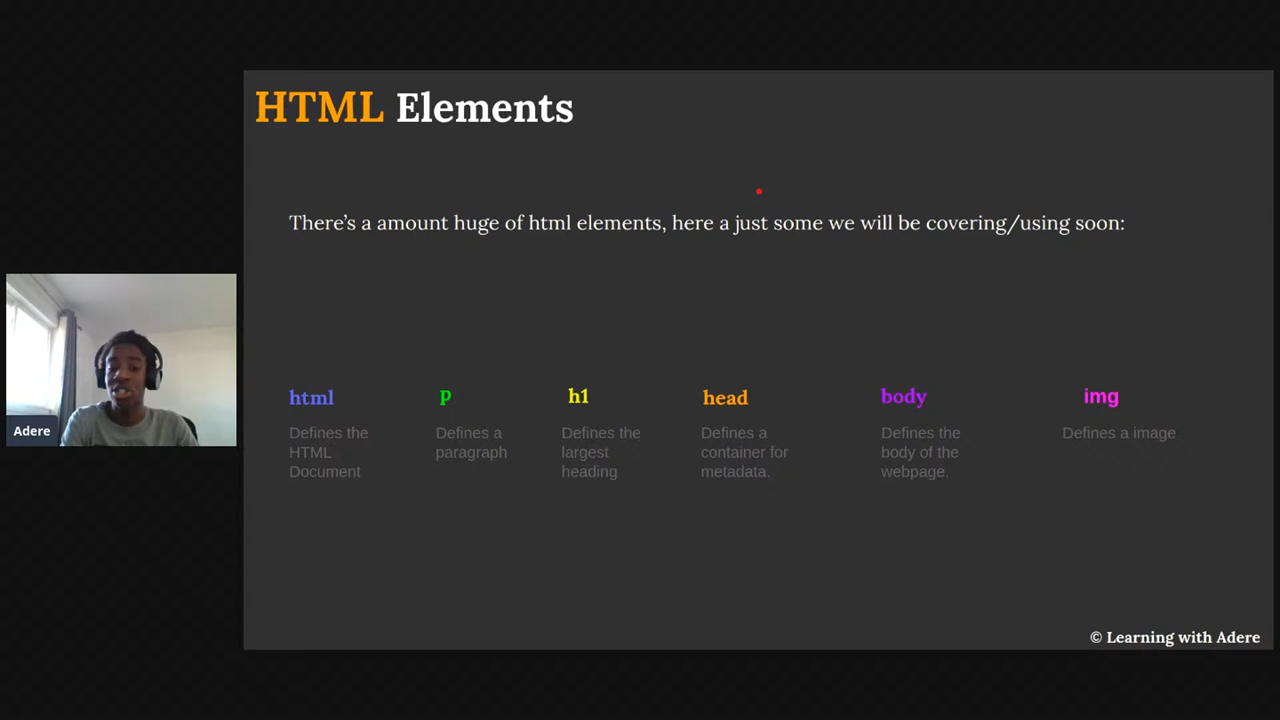 HTML Elements
There’s a amount huge of html elements, here a just some we will be covering/using soon:
html
Defines the
HTML
Document
p
Defines a
paragraph
h1
Defines the
largest
heading
head
Defines a
container for
metadata.
body
Defines the
body of the
webpage.
img
Defines a image
Adere
© Learning with Adere